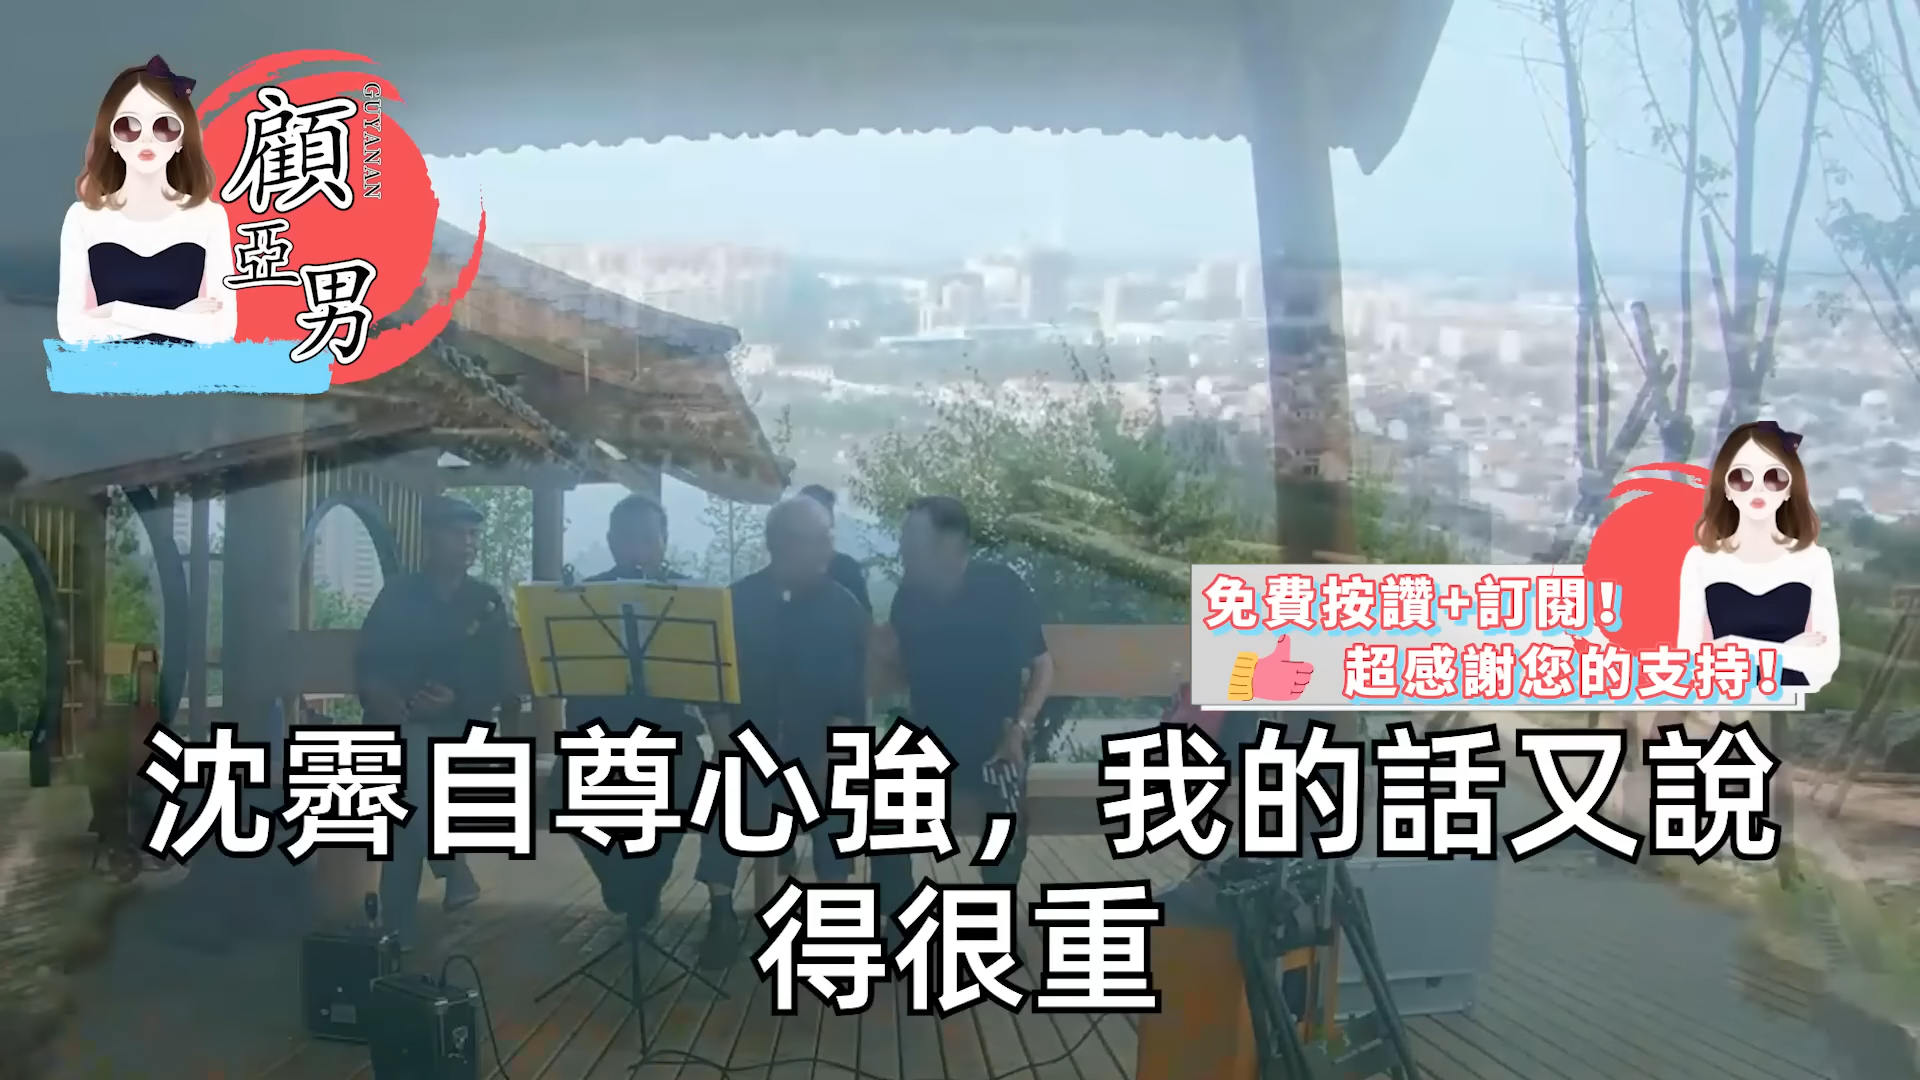 顧亞男
GUYANAN
免費按讚+訂閱！
超感謝您的支持！
沈霽自尊心強，我的話又說
得很重